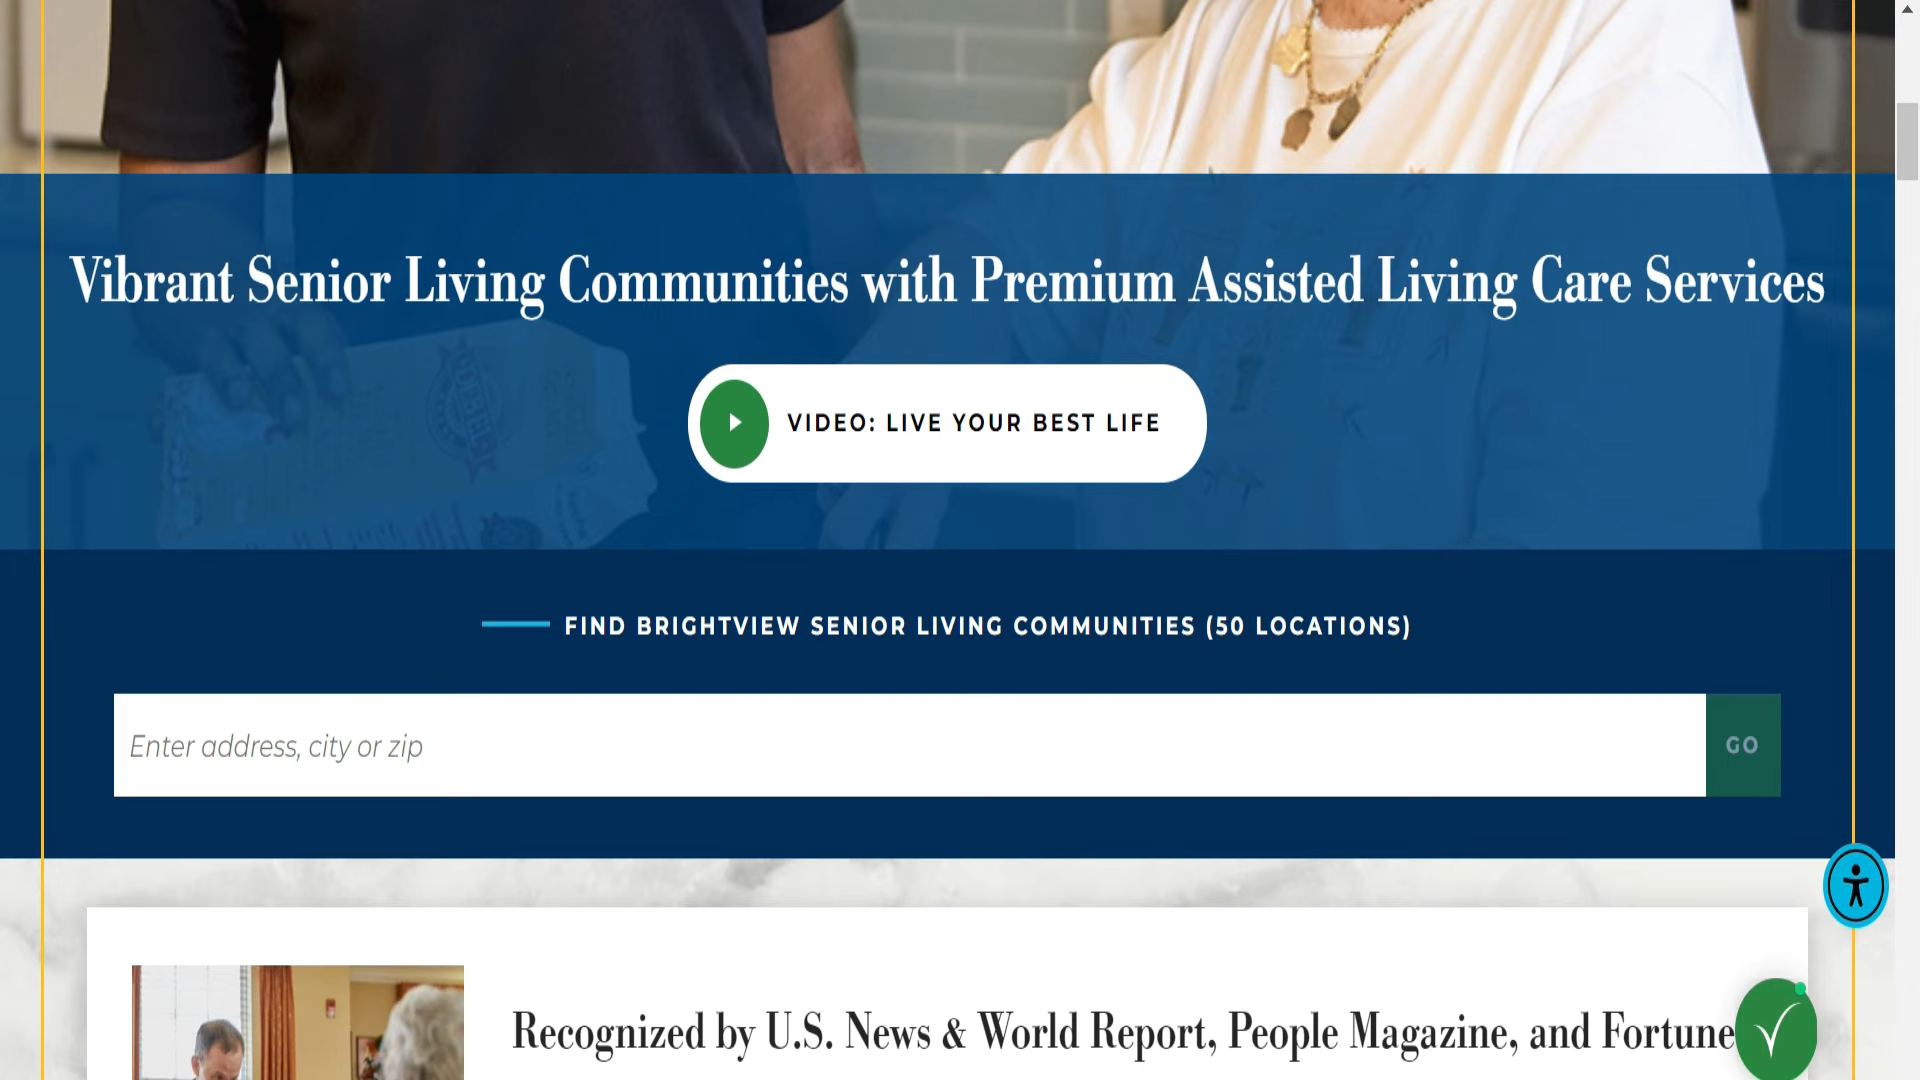 Vibrant Senior Living Communities with Premium Assisted Living Care Services
VIDEO: LIVE YOUR BEST LIFE
FIND BRIGHTVIEW SENIOR LIVING COMMUNITIES (50 LOCATIONS)
Enter address, city or zip
GO
Recognized by U.S. News & World Report, People Magazine, and Fortune